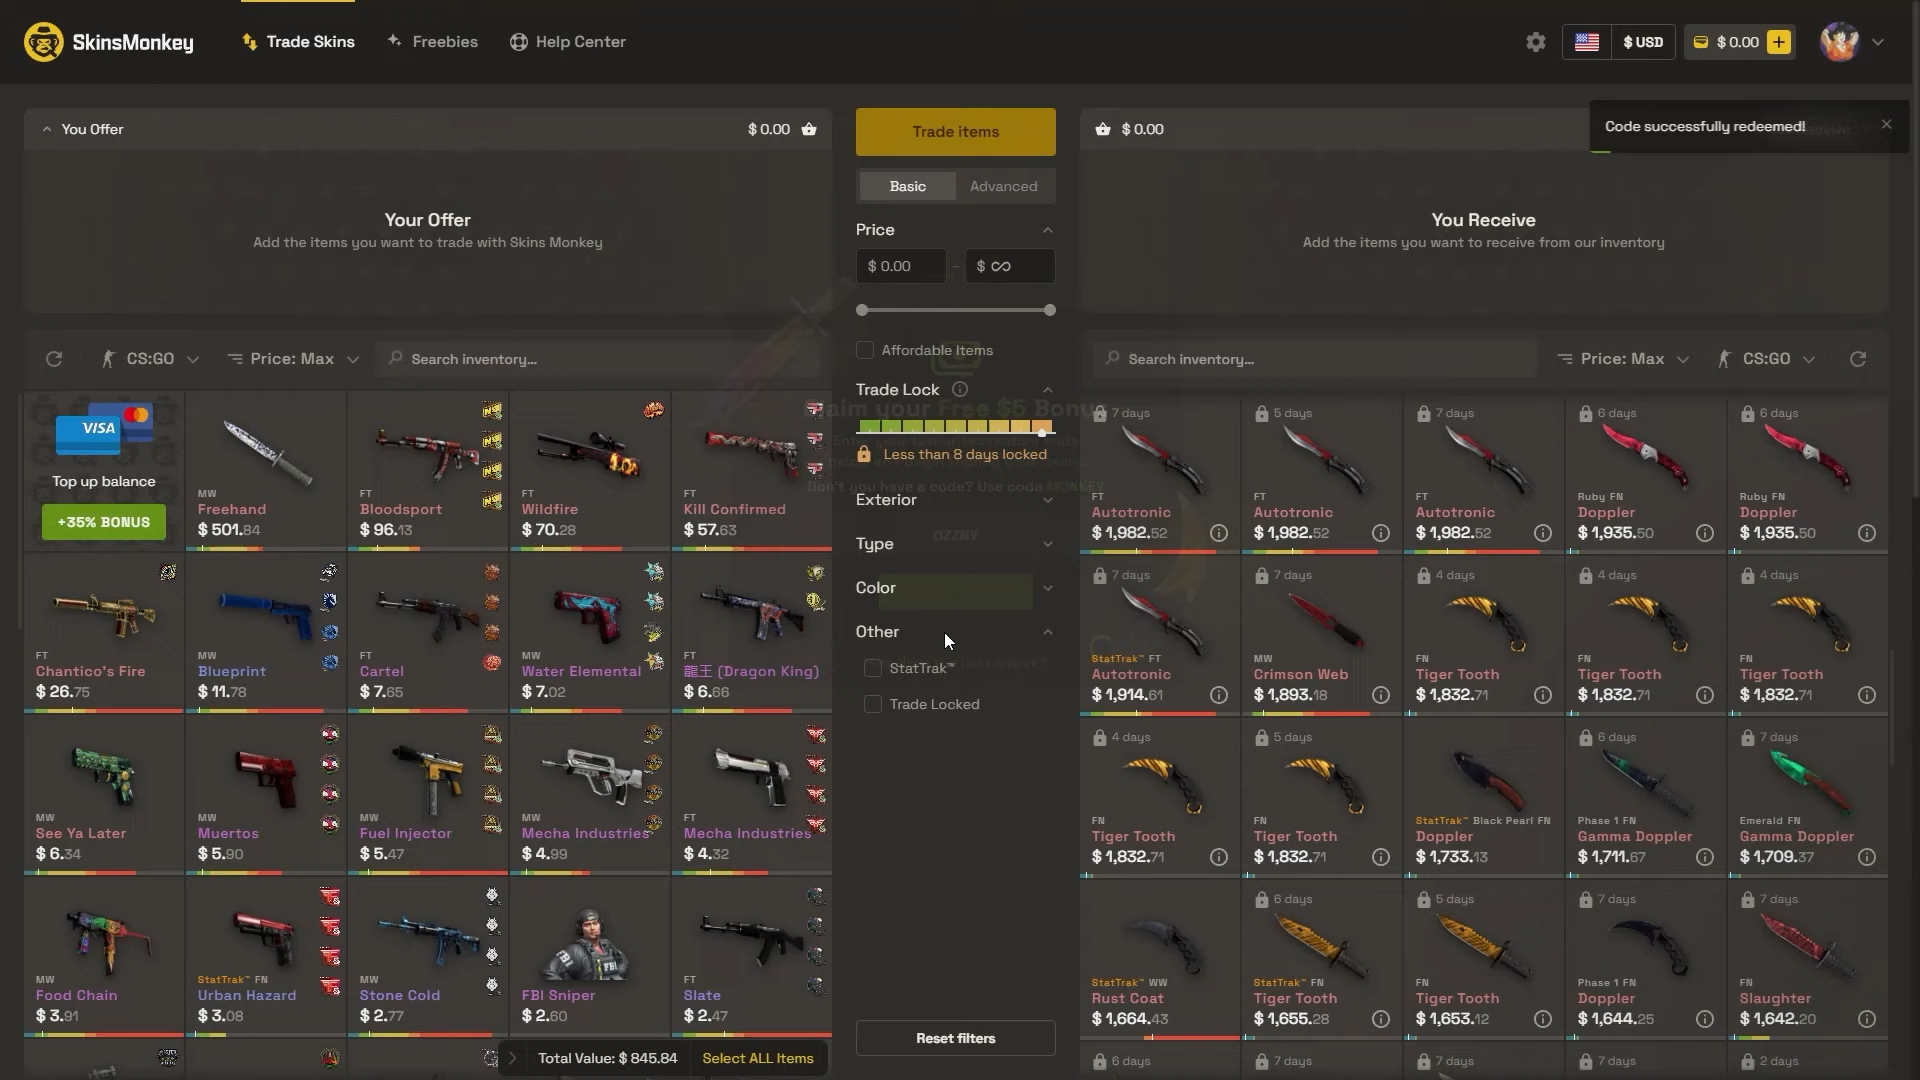 SkinsMonkey
Trade Skins
Freebies
Help Center
$ USD
$ 0.00
You Offer
$ 0.00
Your Offer
Add the items you want to trade with Skins Monkey
Trade items
Basic
Advanced
$ 0.00
Code successfully redeemed!
You Receive
Add the items you want to receive from our inventory
CS:GO
Price: Max
Search inventory...
Price
$ 0.00
–
$ ∞
Affordable Items
Trade Lock
Less than 8 days locked
Don't you have a code? Use code MONKEY
Exterior
OZZNY
Type
Color
Other
StatTrak™
Trade Locked
Reset filters
Search inventory...
Price: Max
CS:GO
VISA
Top up balance
+35% BONUS
MW
Freehand
$ 501.84
FT
Bloodsport
$ 96.13
FT
Wildfire
$ 70.28
FT
Kill Confirmed
$ 57.63
FT
Chantico's Fire
$ 26.75
MW
Blueprint
$ 11.78
FT
Cartel
$ 7.65
MW
Water Elemental
$ 7.02
FT
龍王 (Dragon King)
$ 6.66
MW
See Ya Later
$ 6.34
MW
Muertos
$ 5.90
MW
Fuel Injector
$ 5.47
MW
Mecha Industries
$ 4.99
FT
Mecha Industries
$ 4.32
MW
Food Chain
$ 3.91
StatTrak™ FN
Urban Hazard
$ 3.08
MW
Stone Cold
$ 2.77
FBI
FBI
FBI Sniper
$ 2.60
FT
Slate
$ 2.47
Total Value: $ 845.84
Select ALL Items
7 days
FT
Autotronic
$ 1,982.52
5 days
FT
Autotronic
$ 1,982.52
7 days
FT
Autotronic
$ 1,982.52
6 days
Ruby FN
Doppler
$ 1,935.50
6 days
Ruby FN
Doppler
$ 1,935.50
7 days
StatTrak™ FT
Autotronic
$ 1,914.61
7 days
MW
Crimson Web
$ 1,893.18
4 days
FN
Tiger Tooth
$ 1,832.71
4 days
FN
Tiger Tooth
$ 1,832.71
4 days
FN
Tiger Tooth
$ 1,832.71
4 days
FN
Tiger Tooth
$ 1,832.71
5 days
FN
Tiger Tooth
$ 1,832.71
StatTrak™ Black Pearl FN
Doppler
$ 1,733.13
6 days
Phase 1 FN
Gamma Doppler
$ 1,711.67
7 days
Emerald FN
Gamma Doppler
$ 1,709.37
StatTrak™ WW
Rust Coat
$ 1,664.43
6 days
StatTrak™ FN
Tiger Tooth
$ 1,655.28
5 days
FN
Tiger Tooth
$ 1,653.12
7 days
Phase 1 FN
Doppler
$ 1,644.25
7 days
FN
Slaughter
$ 1,642.20
6 days
7 days
7 days
7 days
2 days